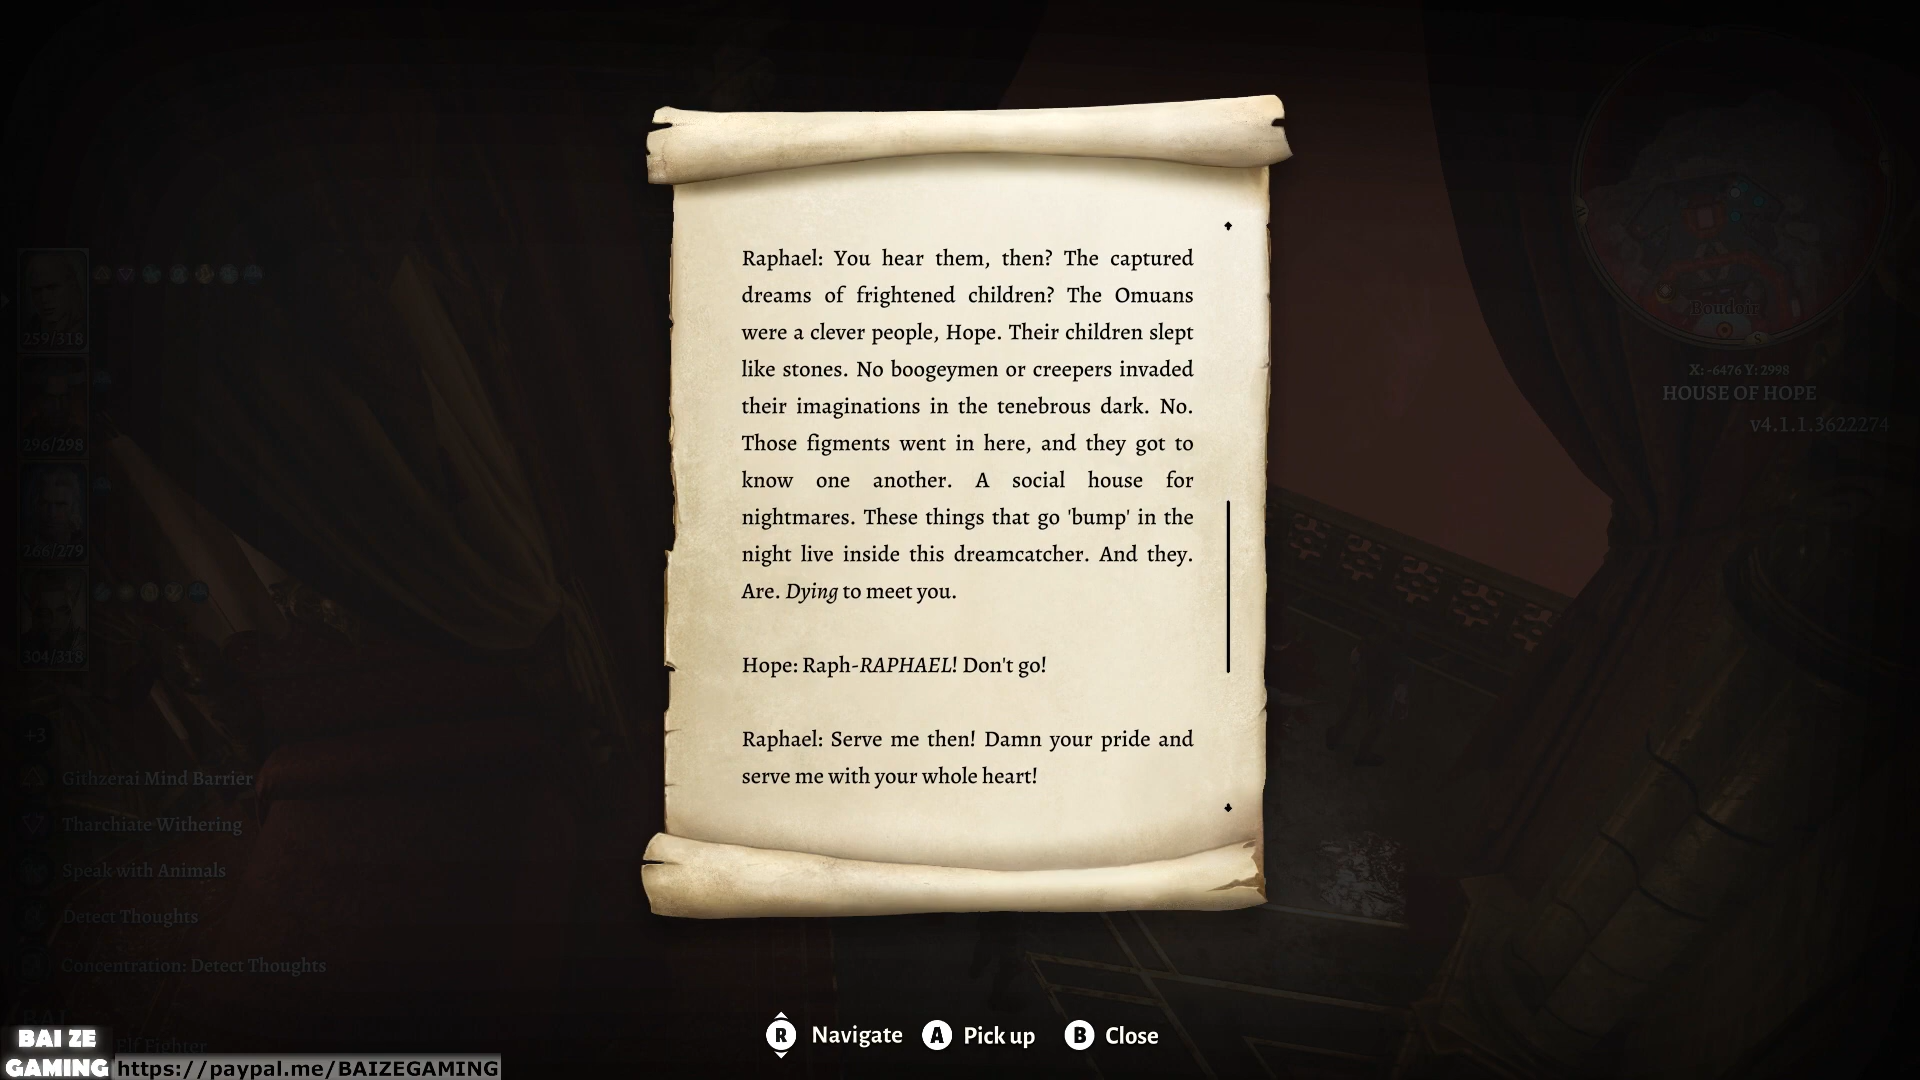 Raphael: You hear them, then? The captured
dreams of frightened children? The Omuans
were a clever people, Hope. Their children slept
like stones. No boogeymen or creepers invaded
their imaginations in the tenebrous dark. No.
Those figments went in here, and they got to
know one another. A social house for
nightmares. These things that go 'bump' in the
night live inside this dreamcatcher. And they.
Are. Dying to meet you.
Hope: Raph-RAPHAEL! Don't go!
Raphael: Serve me then! Damn your pride and
serve me with your whole heart!
259/318
296/298
266/279
304/318
+3
Githzerai Mind Barrier
Tharchiate Withering
Speak with Animals
Detect Thoughts
Concentration: Detect Thoughts
Elf Fighter
Boudoir
S
X: -6476 Y: 2998
HOUSE OF HOPE
v4.1.1.3622274
R Navigate A Pick up B Close
BAI ZE
GAMING https://paypal.me/BAIZEGAMING